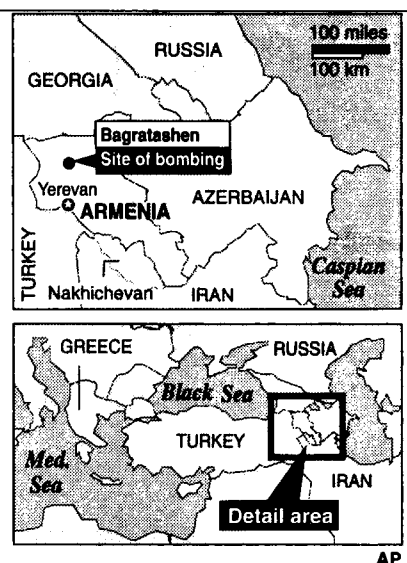 100 miles
100 km
RUSSIA
GEORGIA
Bagratashen
Site of bombing
Yerevan
ARMENIA
AZERBAIJAN
TURKEY
Nakhichevan
IRAN
Caspian
Sea
GREECE
RUSSIA
Black Sea
TURKEY
Med.
Sea
IRAN
Detail area
AP